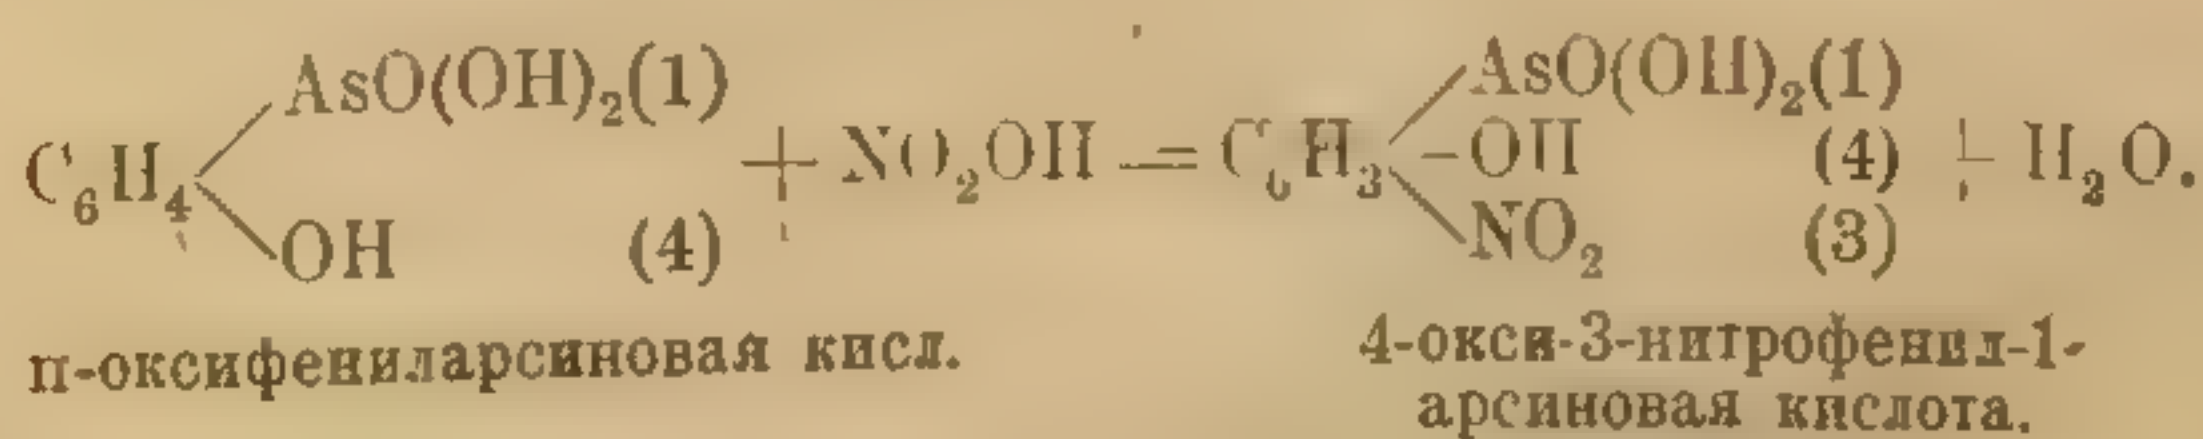 AsO(OH)₂(1) AsO(OH)₂(1)
C₆H₄ + NO₂OH = C₆H₃ –OH (4) + H₂O.
OH (4) NO₂ (3)
п-оксифениларсиновая кисл. 4-окси-3-нитрофенил-1-
арсиновая кислота.